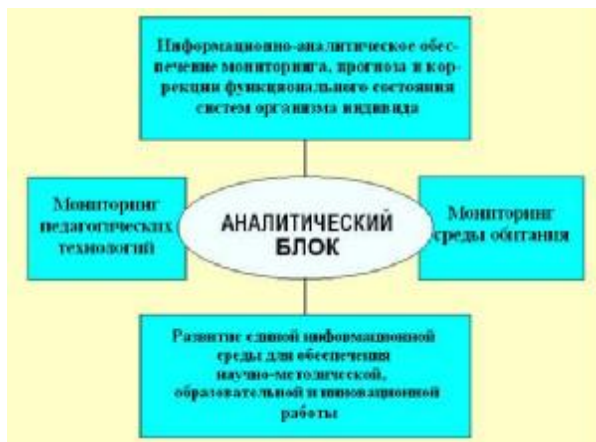 Информационно-аналитическое обес-
печение мониторинга, прогноза и кор-
рекции функционального состояния
систем организма индивида
Мониторинг
педагогических
технологий
АНАЛИТИЧЕСКИЙ
БЛОК
Мониторинг
среды обитания
Развитие единой информационной
среды для обеспечения
научно-методической,
образовательной и инновационной
работы